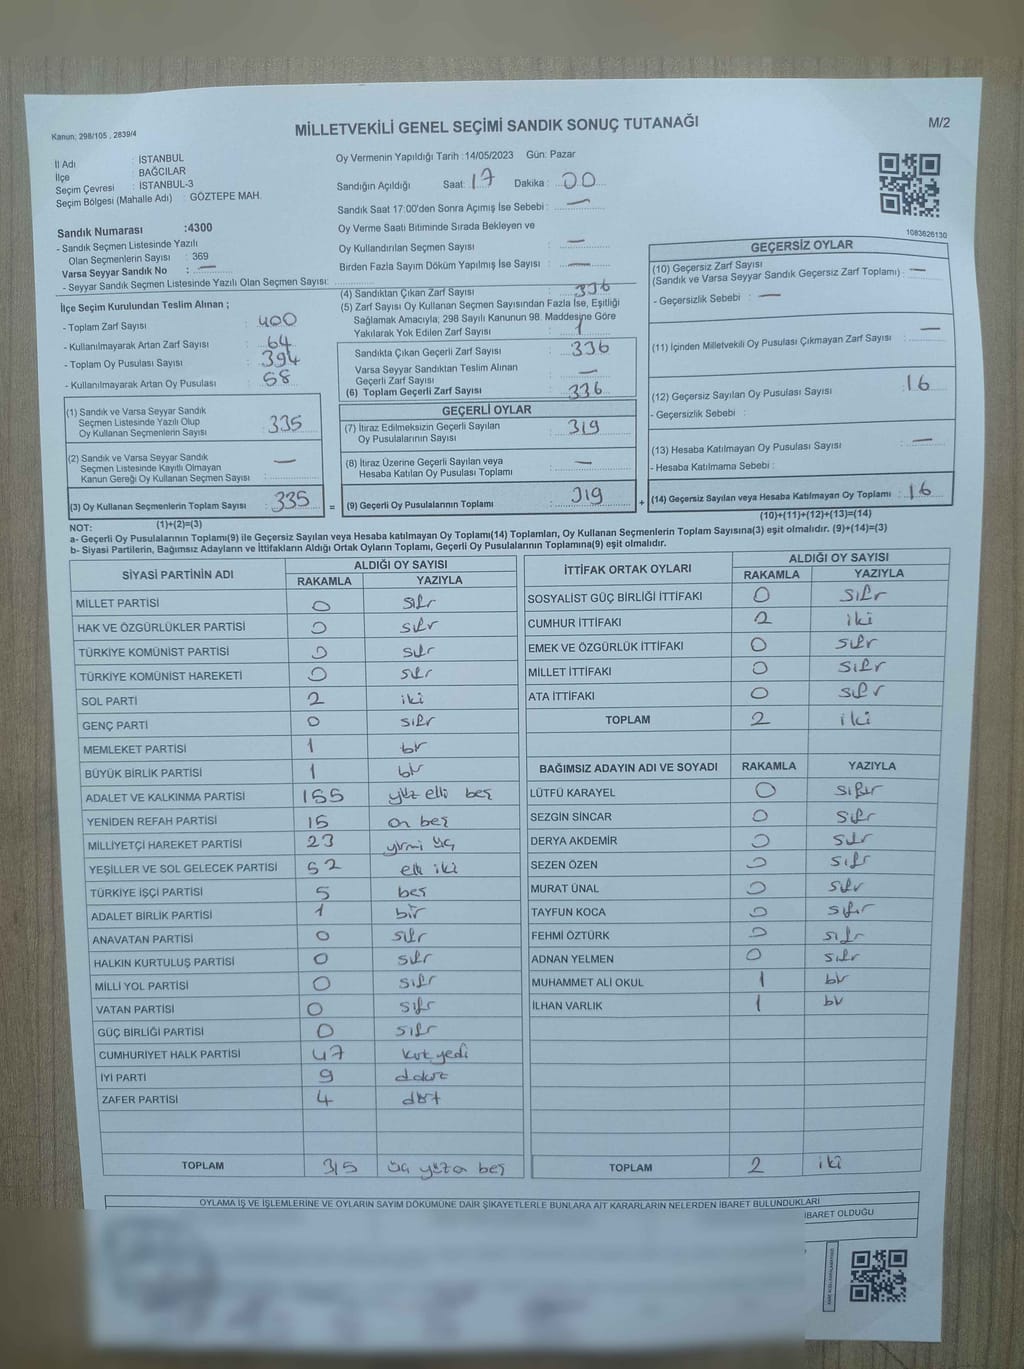 Kanun; 298/105 , 2839/4
MİLLETVEKİLİ GENEL SEÇİMİ SANDIK SONUÇ TUTANAĞI
M/2
İl Adı : İSTANBUL
İlçe : BAĞCILAR
Seçim Çevresi : İSTANBUL-3
Seçim Bölgesi (Mahalle Adı) : GÖZTEPE MAH.
Sandık Numarası :4300
- Sandık Seçmen Listesinde Yazılı
Olan Seçmenlerin Sayısı : 369
Varsa Seyyar Sandık No : —
- Seyyar Sandık Seçmen Listesinde Yazılı Olan Seçmen Sayısı:
İlçe Seçim Kurulundan Teslim Alınan ;
- Toplam Zarf Sayısı : 400
- Kullanılmayarak Artan Zarf Sayısı : 64
- Toplam Oy Pusulası Sayısı : 394
- Kullanılmayarak Artan Oy Pusulası : 58
(1) Sandık ve Varsa Seyyar Sandık
Seçmen Listesinde Yazılı Olup
Oy Kullanan Seçmenlerin Sayısı : 335
(2) Sandık ve Varsa Seyyar Sandık
Seçmen Listesinde Kayıtlı Olmayan
Kanun Gereği Oy Kullanan Seçmen Sayısı : —
(3) Oy Kullanan Seçmenlerin Toplam Sayısı : 335
(1)+(2)=(3)
Oy Vermenin Yapıldığı Tarih :14/05/2023 Gün: Pazar
Sandığın Açıldığı Saat: 17 Dakika : 00
Sandık Saat 17:00'den Sonra Açımış İse Sebebi : —
Oy Verme Saati Bitiminde Sırada Bekleyen ve
Oy Kullandırılan Seçmen Sayısı : —
Birden Fazla Sayım Döküm Yapılmış İse Sayısı : —
(4) Sandıktan Çıkan Zarf Sayısı : 336
(5) Zarf Sayısı Oy Kullanan Seçmen Sayısından Fazla İse, Eşitliği
Sağlamak Amacıyla; 298 Sayılı Kanunun 98. Maddesine Göre
Yakılarak Yok Edilen Zarf Sayısı : 1
Sandıkta Çıkan Geçerli Zarf Sayısı : 336
Varsa Seyyar Sandıktan Teslim Alınan
Geçerli Zarf Sayısı : —
(6) Toplam Geçerli Zarf Sayısı : 336
GEÇERLİ OYLAR
(7) İtiraz Edilmeksizin Geçerli Sayılan
Oy Pusulalarının Sayısı : 319
(8) İtiraz Üzerine Geçerli Sayılan veya
Hesaba Katılan Oy Pusulası Toplamı : —
= (9) Geçerli Oy Pusulalarının Toplamı : 319 +
1083626130
GEÇERSİZ OYLAR
(10) Geçersiz Zarf Sayısı
(Sandık ve Varsa Seyyar Sandık Geçersiz Zarf Toplamı) : —
- Geçersizlik Sebebi : —
(11) İçinden Milletvekili Oy Pusulası Çıkmayan Zarf Sayısı : —
(12) Geçersiz Sayılan Oy Pusulası Sayısı : 16
- Geçersizlik Sebebi :
(13) Hesaba Katılmayan Oy Pusulası Sayısı : —
- Hesaba Katılmama Sebebi :
(14) Geçersiz Sayılan veya Hesaba Katılmayan Oy Toplamı : 16
(10)+(11)+(12)+(13)=(14)
NOT:
a- Geçerli Oy Pusulalarının Toplamı(9) ile Geçersiz Sayılan veya Hesaba katılmayan Oy Toplamı(14) Toplamları, Oy Kullanan Seçmenlerin Toplam Sayısına(3) eşit olmalıdır. (9)+(14)=(3)
b- Siyasi Partilerin, Bağımsız Adayların ve İttifakların Aldığı Ortak Oyların Toplamı, Geçerli Oy Pusulalarının Toplamına(9) eşit olmalıdır.
SİYASİ PARTİNİN ADI ALDIĞI OY SAYISI
RAKAMLA YAZIYLA
MİLLET PARTİSİ 0 sıfır
HAK VE ÖZGÜRLÜKLER PARTİSİ 0 sıfır
TÜRKİYE KOMÜNİST PARTİSİ 0 sıfır
TÜRKİYE KOMÜNİST HAREKETİ 0 sıfır
SOL PARTİ 2 iki
GENÇ PARTİ 0 sıfır
MEMLEKET PARTİSİ 1 bir
BÜYÜK BİRLİK PARTİSİ 1 bir
ADALET VE KALKINMA PARTİSİ 155 yüz elli beş
YENİDEN REFAH PARTİSİ 15 on beş
MİLLİYETÇİ HAREKET PARTİSİ 23 yirmi üç
YEŞİLLER VE SOL GELECEK PARTİSİ 52 elli iki
TÜRKİYE İŞÇİ PARTİSİ 5 beş
ADALET BİRLİK PARTİSİ 1 bir
ANAVATAN PARTİSİ 0 sıfır
HALKIN KURTULUŞ PARTİSİ 0 sıfır
MİLLİ YOL PARTİSİ 0 sıfır
VATAN PARTİSİ 0 sıfır
GÜÇ BİRLİĞİ PARTİSİ 0 sıfır
CUMHURİYET HALK PARTİSİ 47 kırk yedi
İYİ PARTİ 9 dokuz
ZAFER PARTİSİ 4 dört
TOPLAM 315 üç yüz on beş
İTTİFAK ORTAK OYLARI ALDIĞI OY SAYISI
RAKAMLA YAZIYLA
SOSYALİST GÜÇ BİRLİĞİ İTTİFAKI 0 sıfır
CUMHUR İTTİFAKI 2 iki
EMEK VE ÖZGÜRLÜK İTTİFAKI 0 sıfır
MİLLET İTTİFAKI 0 sıfır
ATA İTTİFAKI 0 sıfır
TOPLAM 2 iki
BAĞIMSIZ ADAYIN ADI VE SOYADI RAKAMLA YAZIYLA
LÜTFÜ KARAYEL 0 sıfır
SEZGİN SİNCAR 0 sıfır
DERYA AKDEMİR 0 sıfır
SEZEN ÖZEN 0 sıfır
MURAT ÜNAL 0 sıfır
TAYFUN KOCA 0 sıfır
FEHMİ ÖZTÜRK 0 sıfır
ADNAN YELMEN 0 sıfır
MUHAMMET ALİ OKUL 1 bir
İLHAN VARLIK 1 bir
TOPLAM 2 iki
OYLAMA İŞ VE İŞLEMLERİNE VE OYLARIN SAYIM DÖKÜMÜNE DAİR ŞİKAYETLERLE BUNLARA AİT KARARLARIN NELERDEN İBARET BULUNDUKLARI
İBARET OLDUĞU